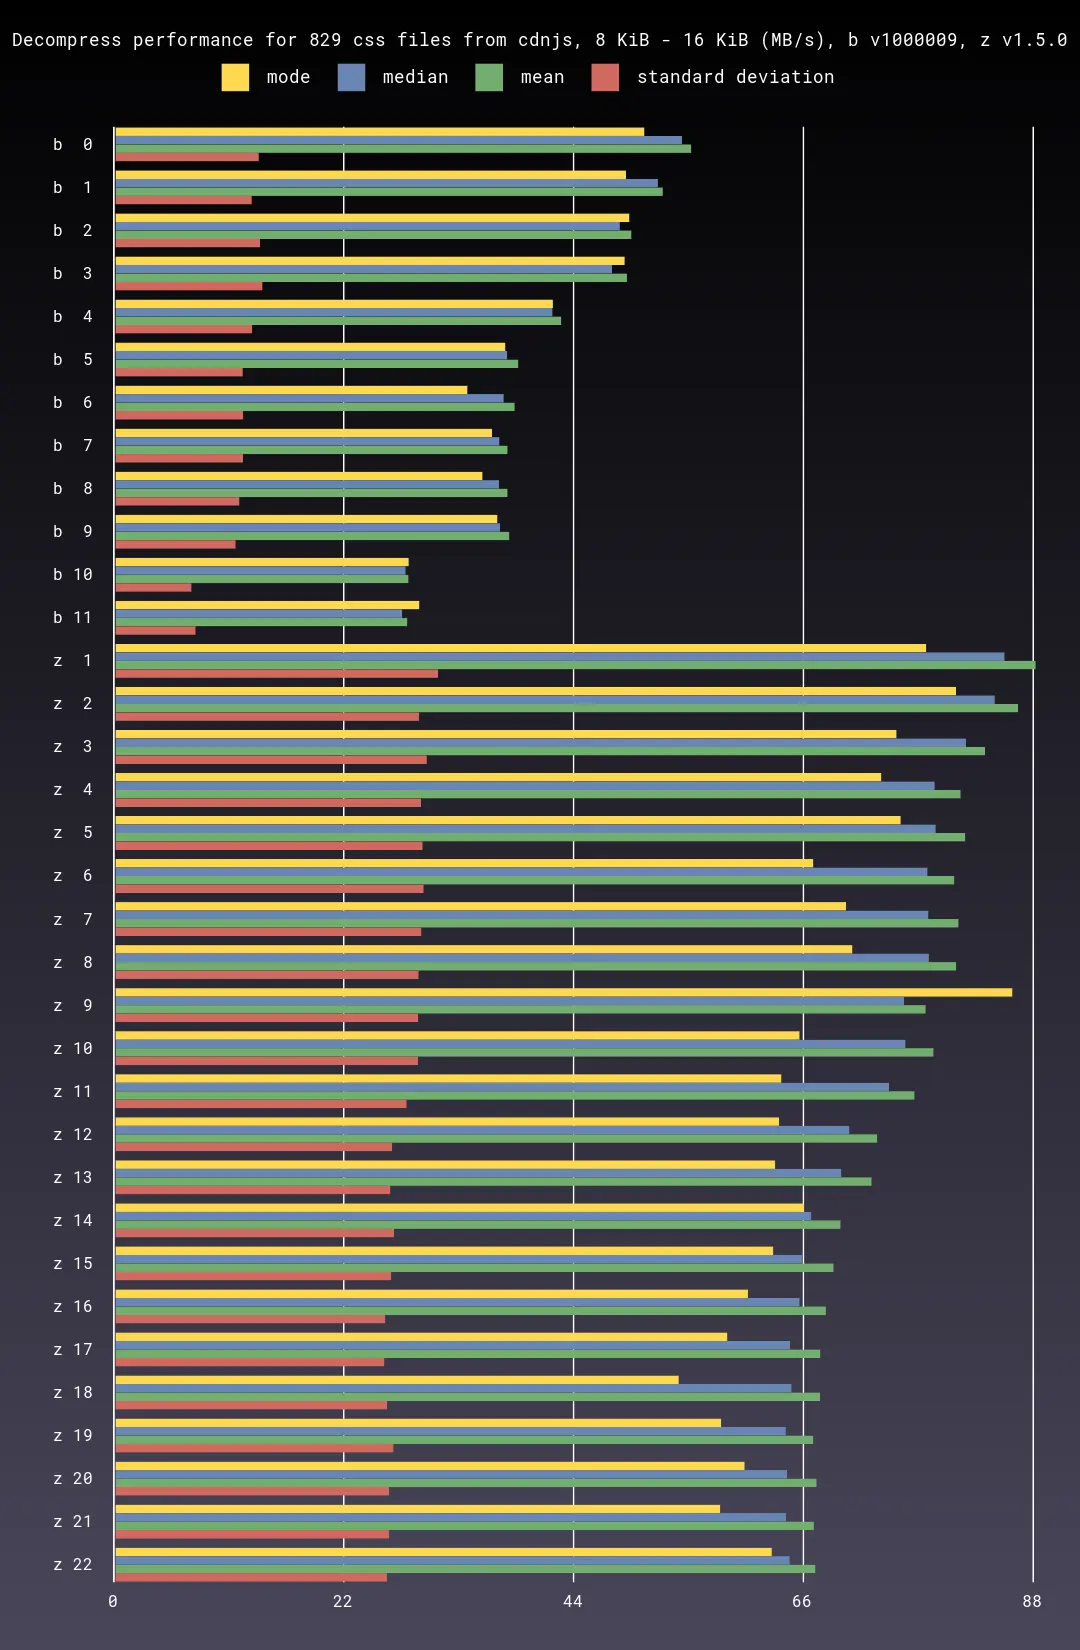 Decompress performance for 829 css files from cdnjs, 8 KiB - 16 KiB (MB/s), b v1000009, z v1.5.0
mode median mean standard deviation
b 0
b 1
b 2
b 3
b 4
b 5
b 6
b 7
b 8
b 9
b 10
b 11
z 1
z 2
z 3
z 4
z 5
z 6
z 7
z 8
z 9
z 10
z 11
z 12
z 13
z 14
z 15
z 16
z 17
z 18
z 19
z 20
z 21
z 22
0 22 44 66 88